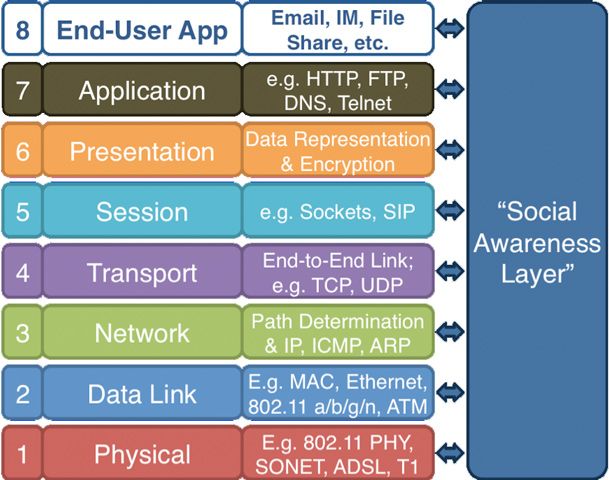 8 End-User App Email, IM, File
Share, etc.
7 Application e.g. HTTP, FTP,
DNS, Telnet
6 Presentation Data Representation
& Encryption
5 Session e.g. Sockets, SIP
4 Transport End-to-End Link;
e.g. TCP, UDP
3 Network Path Determination
& IP, ICMP, ARP
2 Data Link E.g. MAC, Ethernet,
802.11 a/b/g/n, ATM
1 Physical E.g. 802.11 PHY,
SONET, ADSL, T1
“Social
Awareness
Layer”